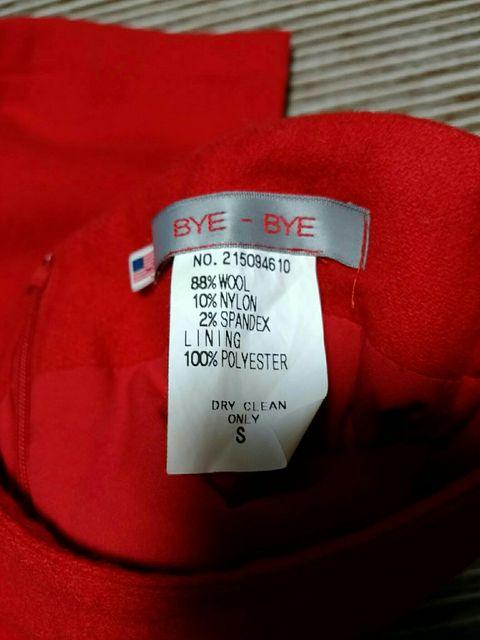 BYE - BYE
NO. 215094610
88% WOOL
10% NYLON
2% SPANDEX
LINING
100% POLYESTER
DRY CLEAN
ONLY
S